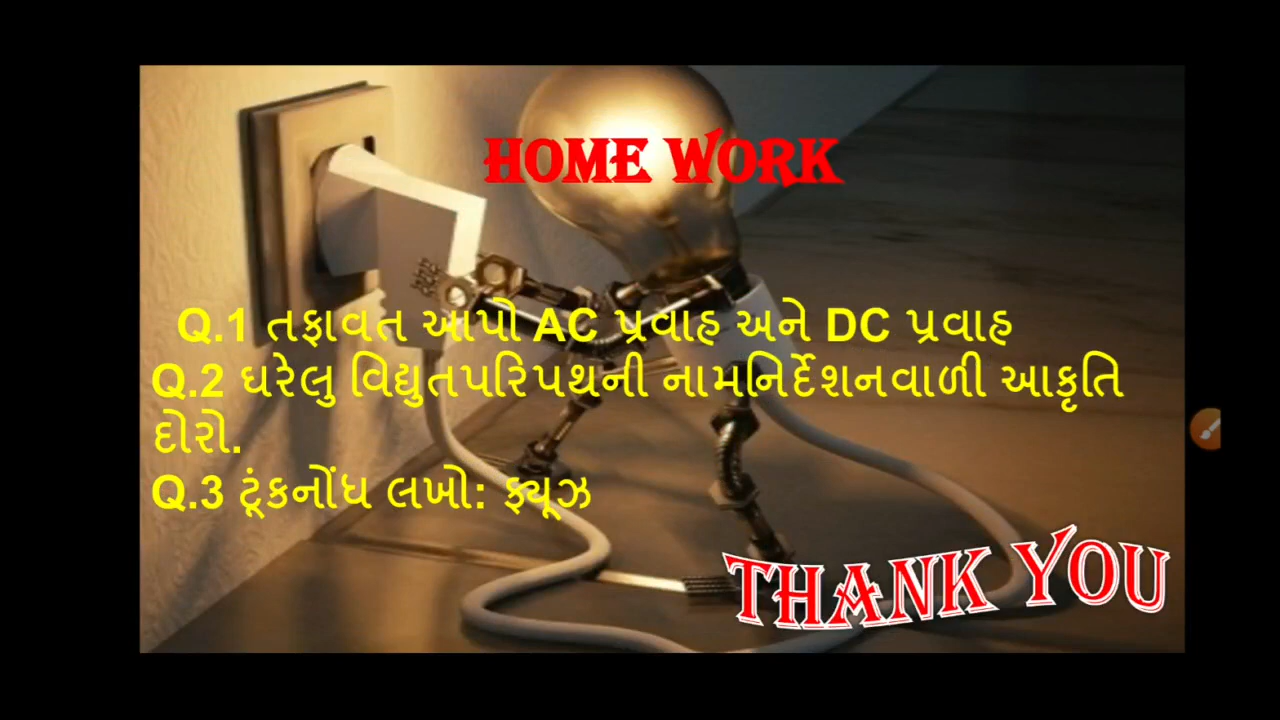 HOME WORK
Q.1 તફાવત આપો AC પ્રવાહ અને DC પ્રવાહ
Q.2 ઘરેલુ વિદ્યુતપરિપથની નામનિર્દેશનવાળી આકૃતિ
દોરો.
Q.3 ટૂંકનોંધ લખો: ફ્યૂઝ
THANK YOU